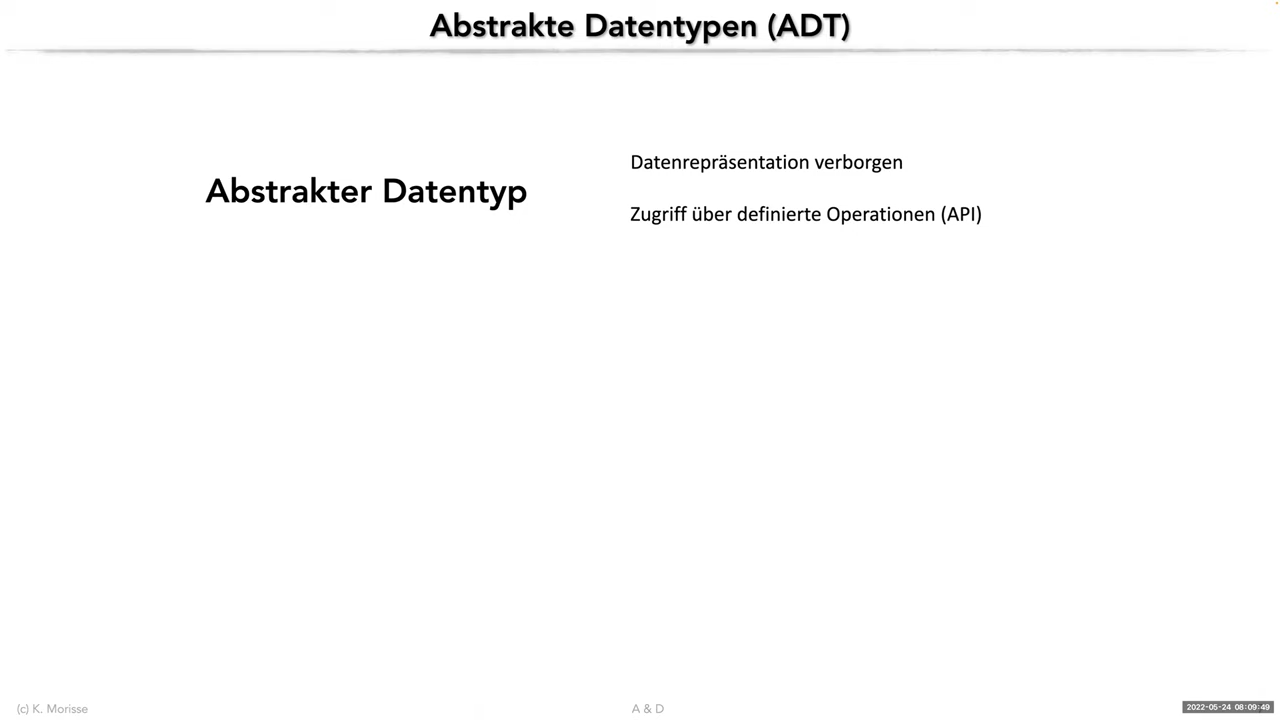 Abstrakte Datentypen (ADT)
Abstrakter Datentyp
Datenrepräsentation verborgen
Zugriff über definierte Operationen (API)
(c) K. Morisse
A & D
2022-05-24 08:09:49